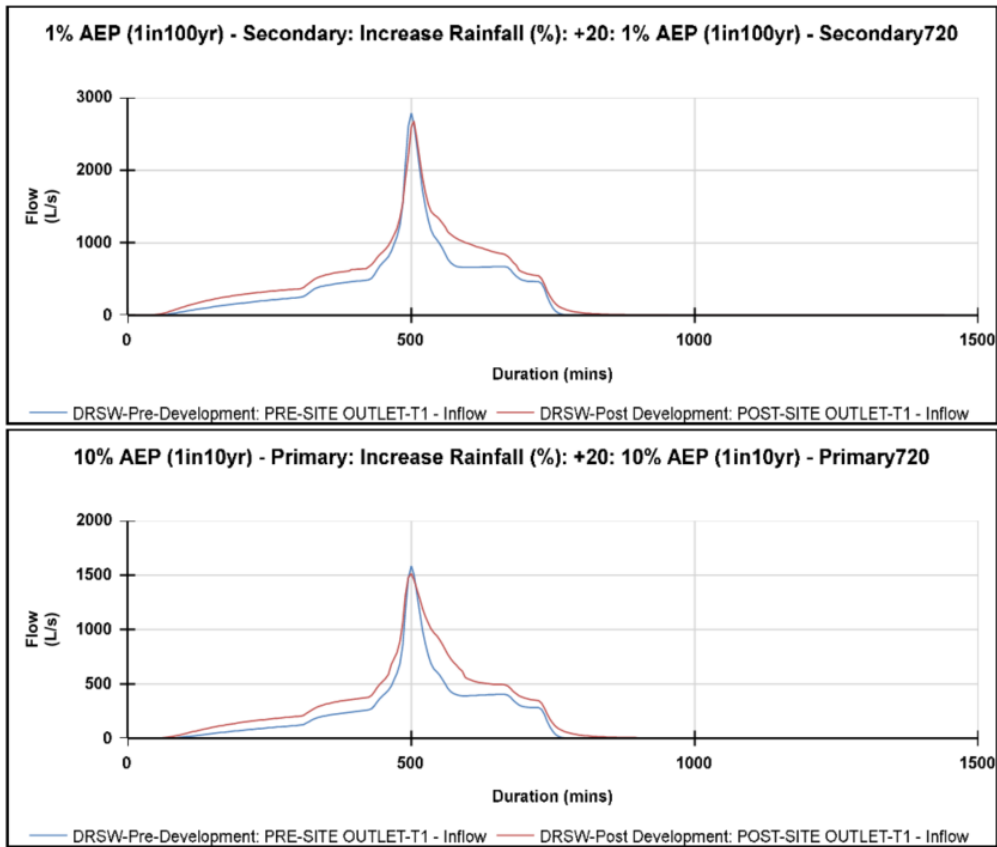 1% AEP (1in100yr) - Secondary: Increase Rainfall (%): +20: 1% AEP (1in100yr) - Secondary720
3000
2000
1000
0
Flow
(L/s)
0 500 1000 1500
Duration (mins)
DRSW-Pre-Development: PRE-SITE OUTLET-T1 - Inflow DRSW-Post Development: POST-SITE OUTLET-T1 - Inflow
10% AEP (1in10yr) - Primary: Increase Rainfall (%): +20: 10% AEP (1in10yr) - Primary720
2000
1500
1000
500
0
Flow
(L/s)
0 500 1000 1500
Duration (mins)
DRSW-Pre-Development: PRE-SITE OUTLET-T1 - Inflow DRSW-Post Development: POST-SITE OUTLET-T1 - Inflow